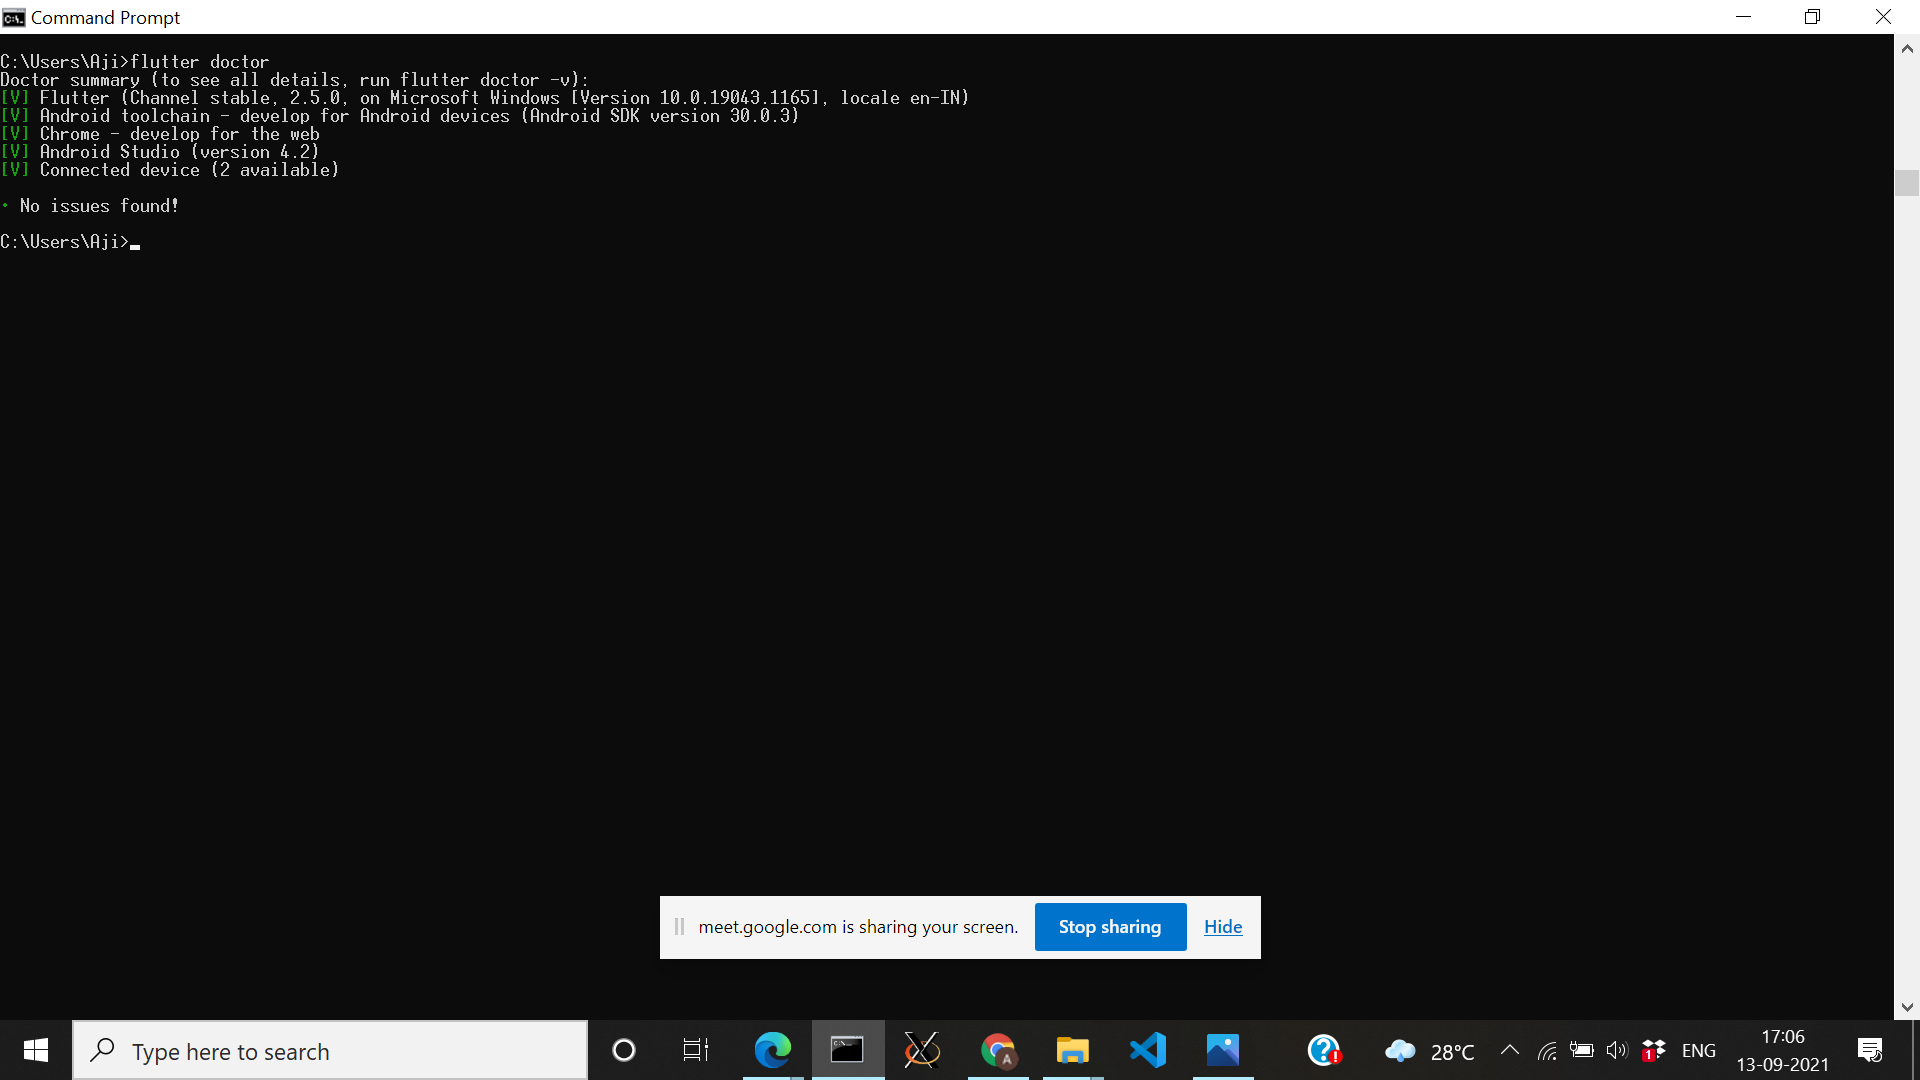 Command Prompt
C:\Users\Aji>flutter doctor
Doctor summary (to see all details, run flutter doctor -v):
[V] Flutter (Channel stable, 2.5.0, on Microsoft Windows [Version 10.0.19043.1165], locale en-IN)
[V] Android toolchain - develop for Android devices (Android SDK version 30.0.3)
[V] Chrome - develop for the web
[V] Android Studio (version 4.2)
[V] Connected device (2 available)
• No issues found!
C:\Users\Aji>
meet.google.com is sharing your screen.
Stop sharing
Hide
Type here to search
A
28°C
1
ENG
17:06
13-09-2021